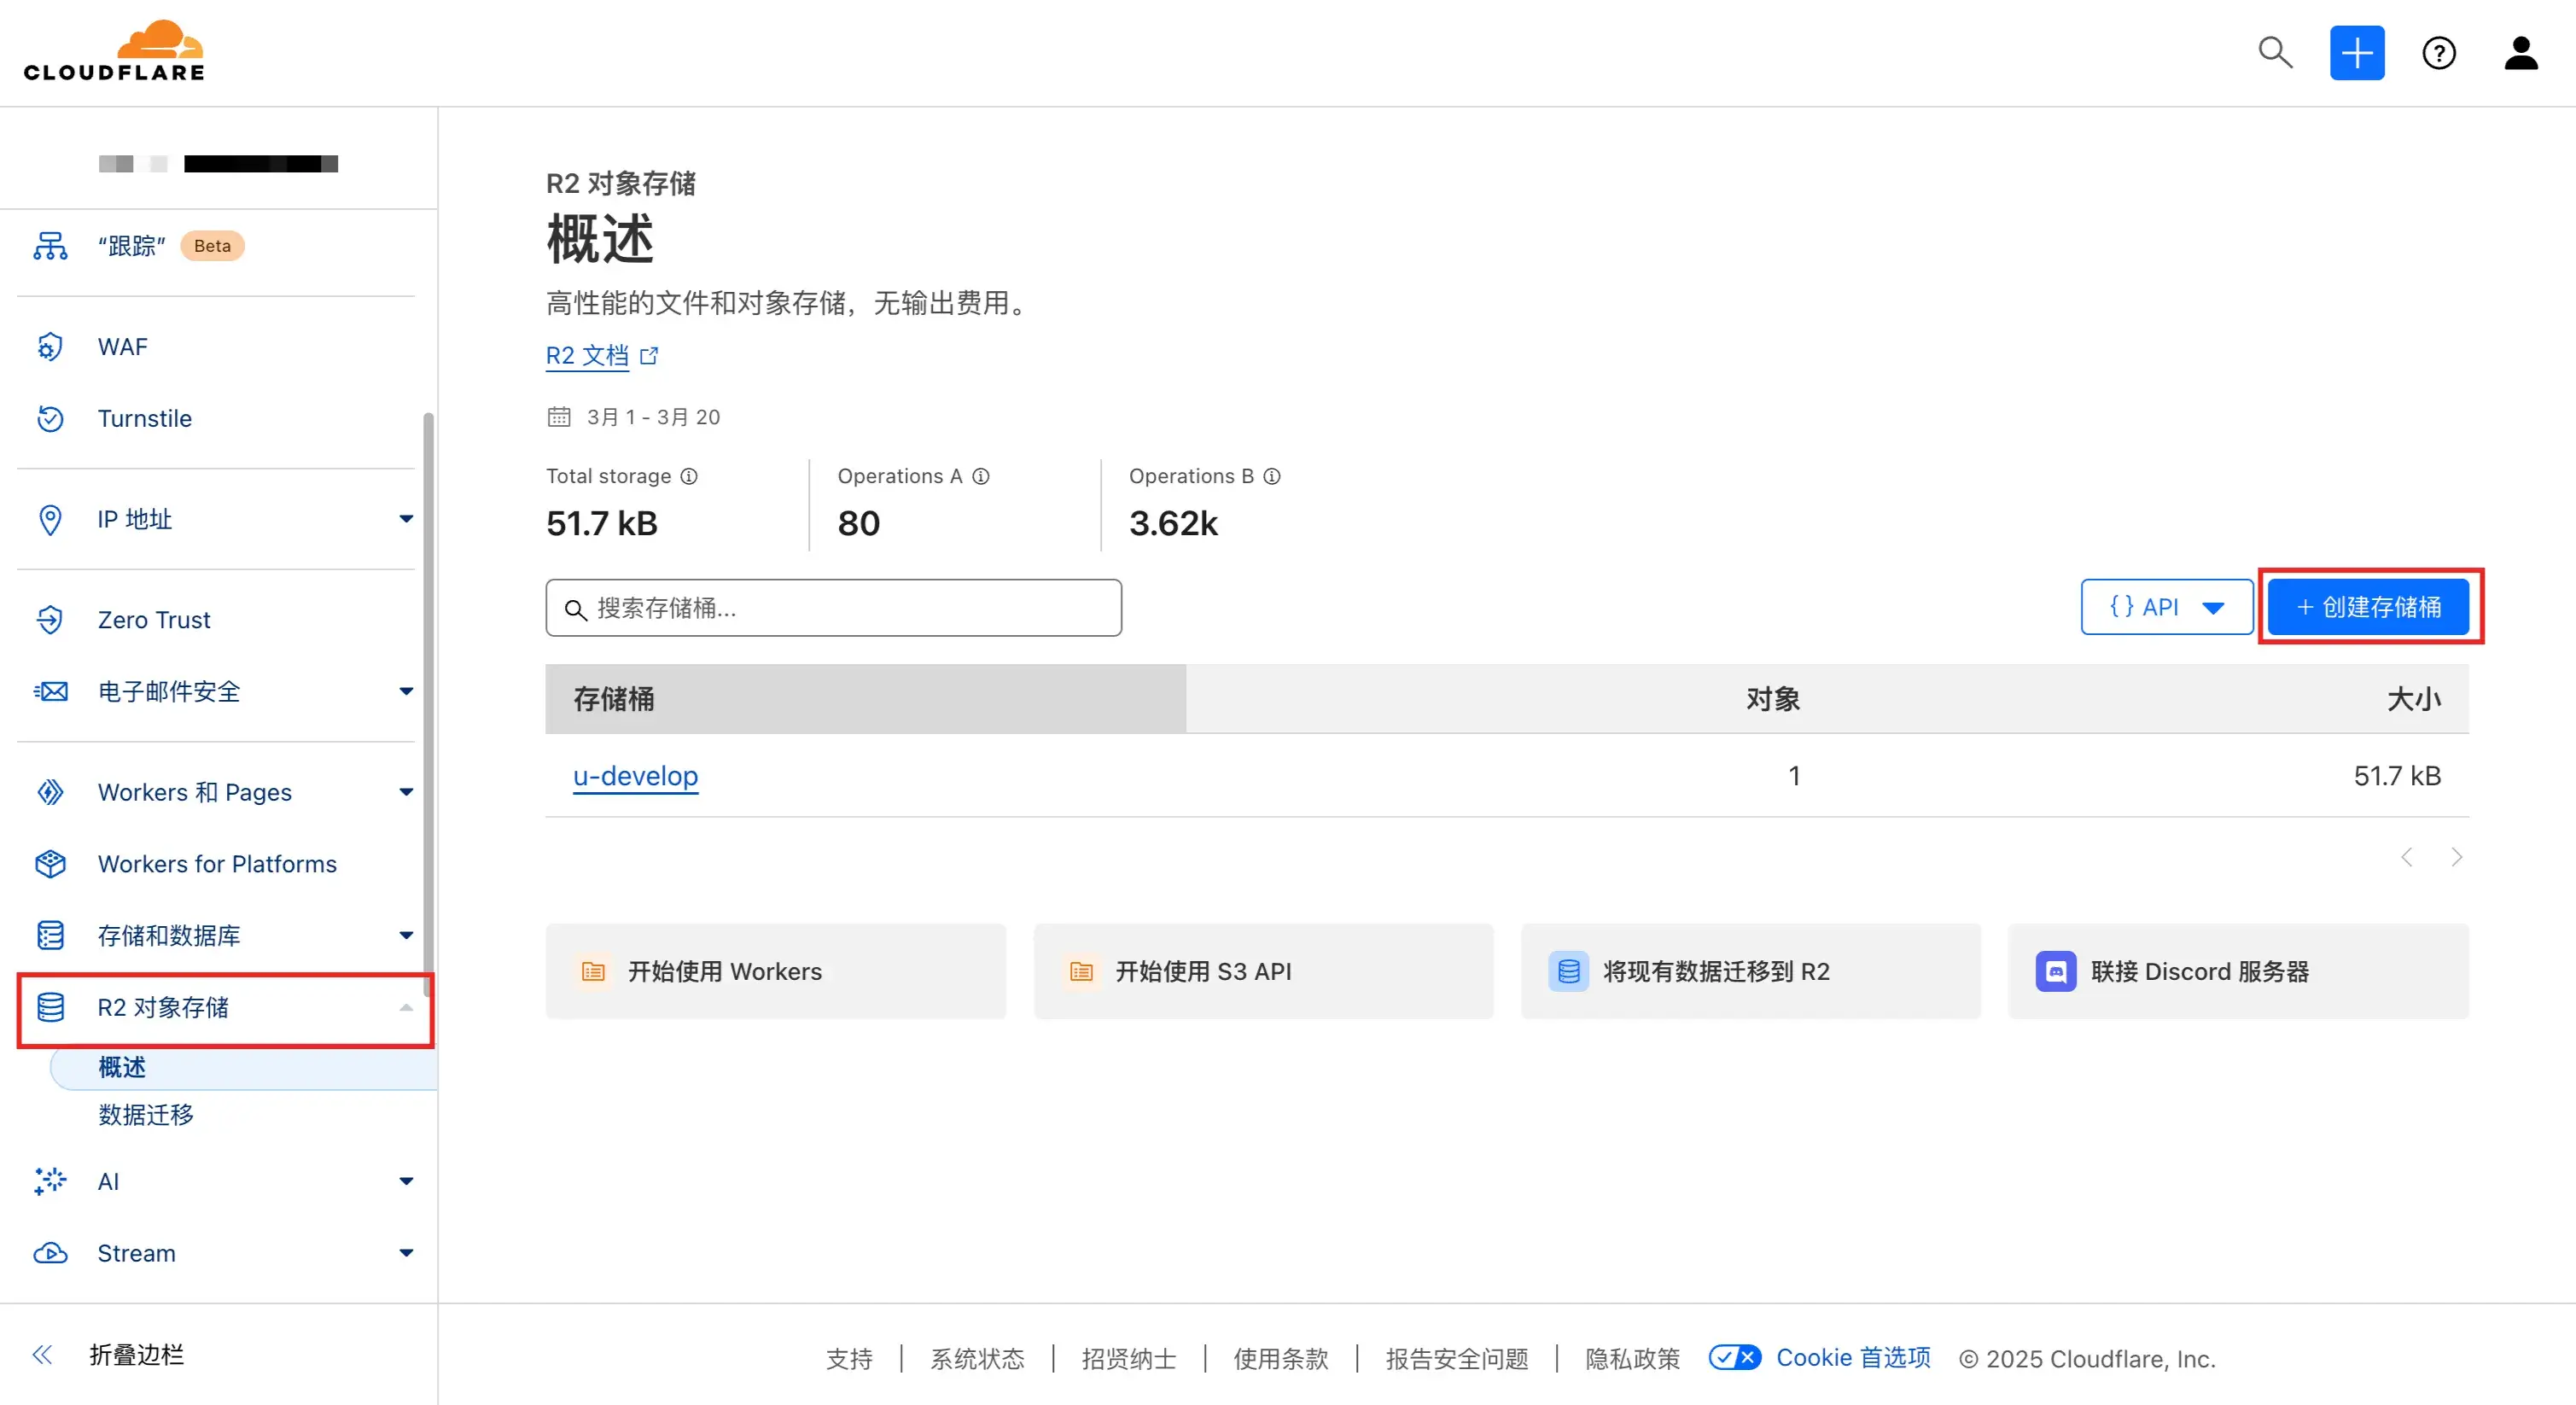 CLOUDFLARE
“跟踪” Beta
WAF
Turnstile
IP 地址
Zero Trust
电子邮件安全
Workers 和 Pages
Workers for Platforms
存储和数据库
R2 对象存储
概述
数据迁移
AI
Stream
折叠边栏
R2 对象存储
概述
高性能的文件和对象存储，无输出费用。
R2 文档
3月 1 - 3月 20
Total storage
51.7 kB
Operations A
80
Operations B
3.62k
搜索存储桶...
{} API
+ 创建存储桶
存储桶 对象 大小
u-develop 1 51.7 kB
开始使用 Workers
开始使用 S3 API
将现有数据迁移到 R2
联接 Discord 服务器
支持 | 系统状态 | 招贤纳士 | 使用条款 | 报告安全问题 | 隐私政策 Cookie 首选项 © 2025 Cloudflare, Inc.